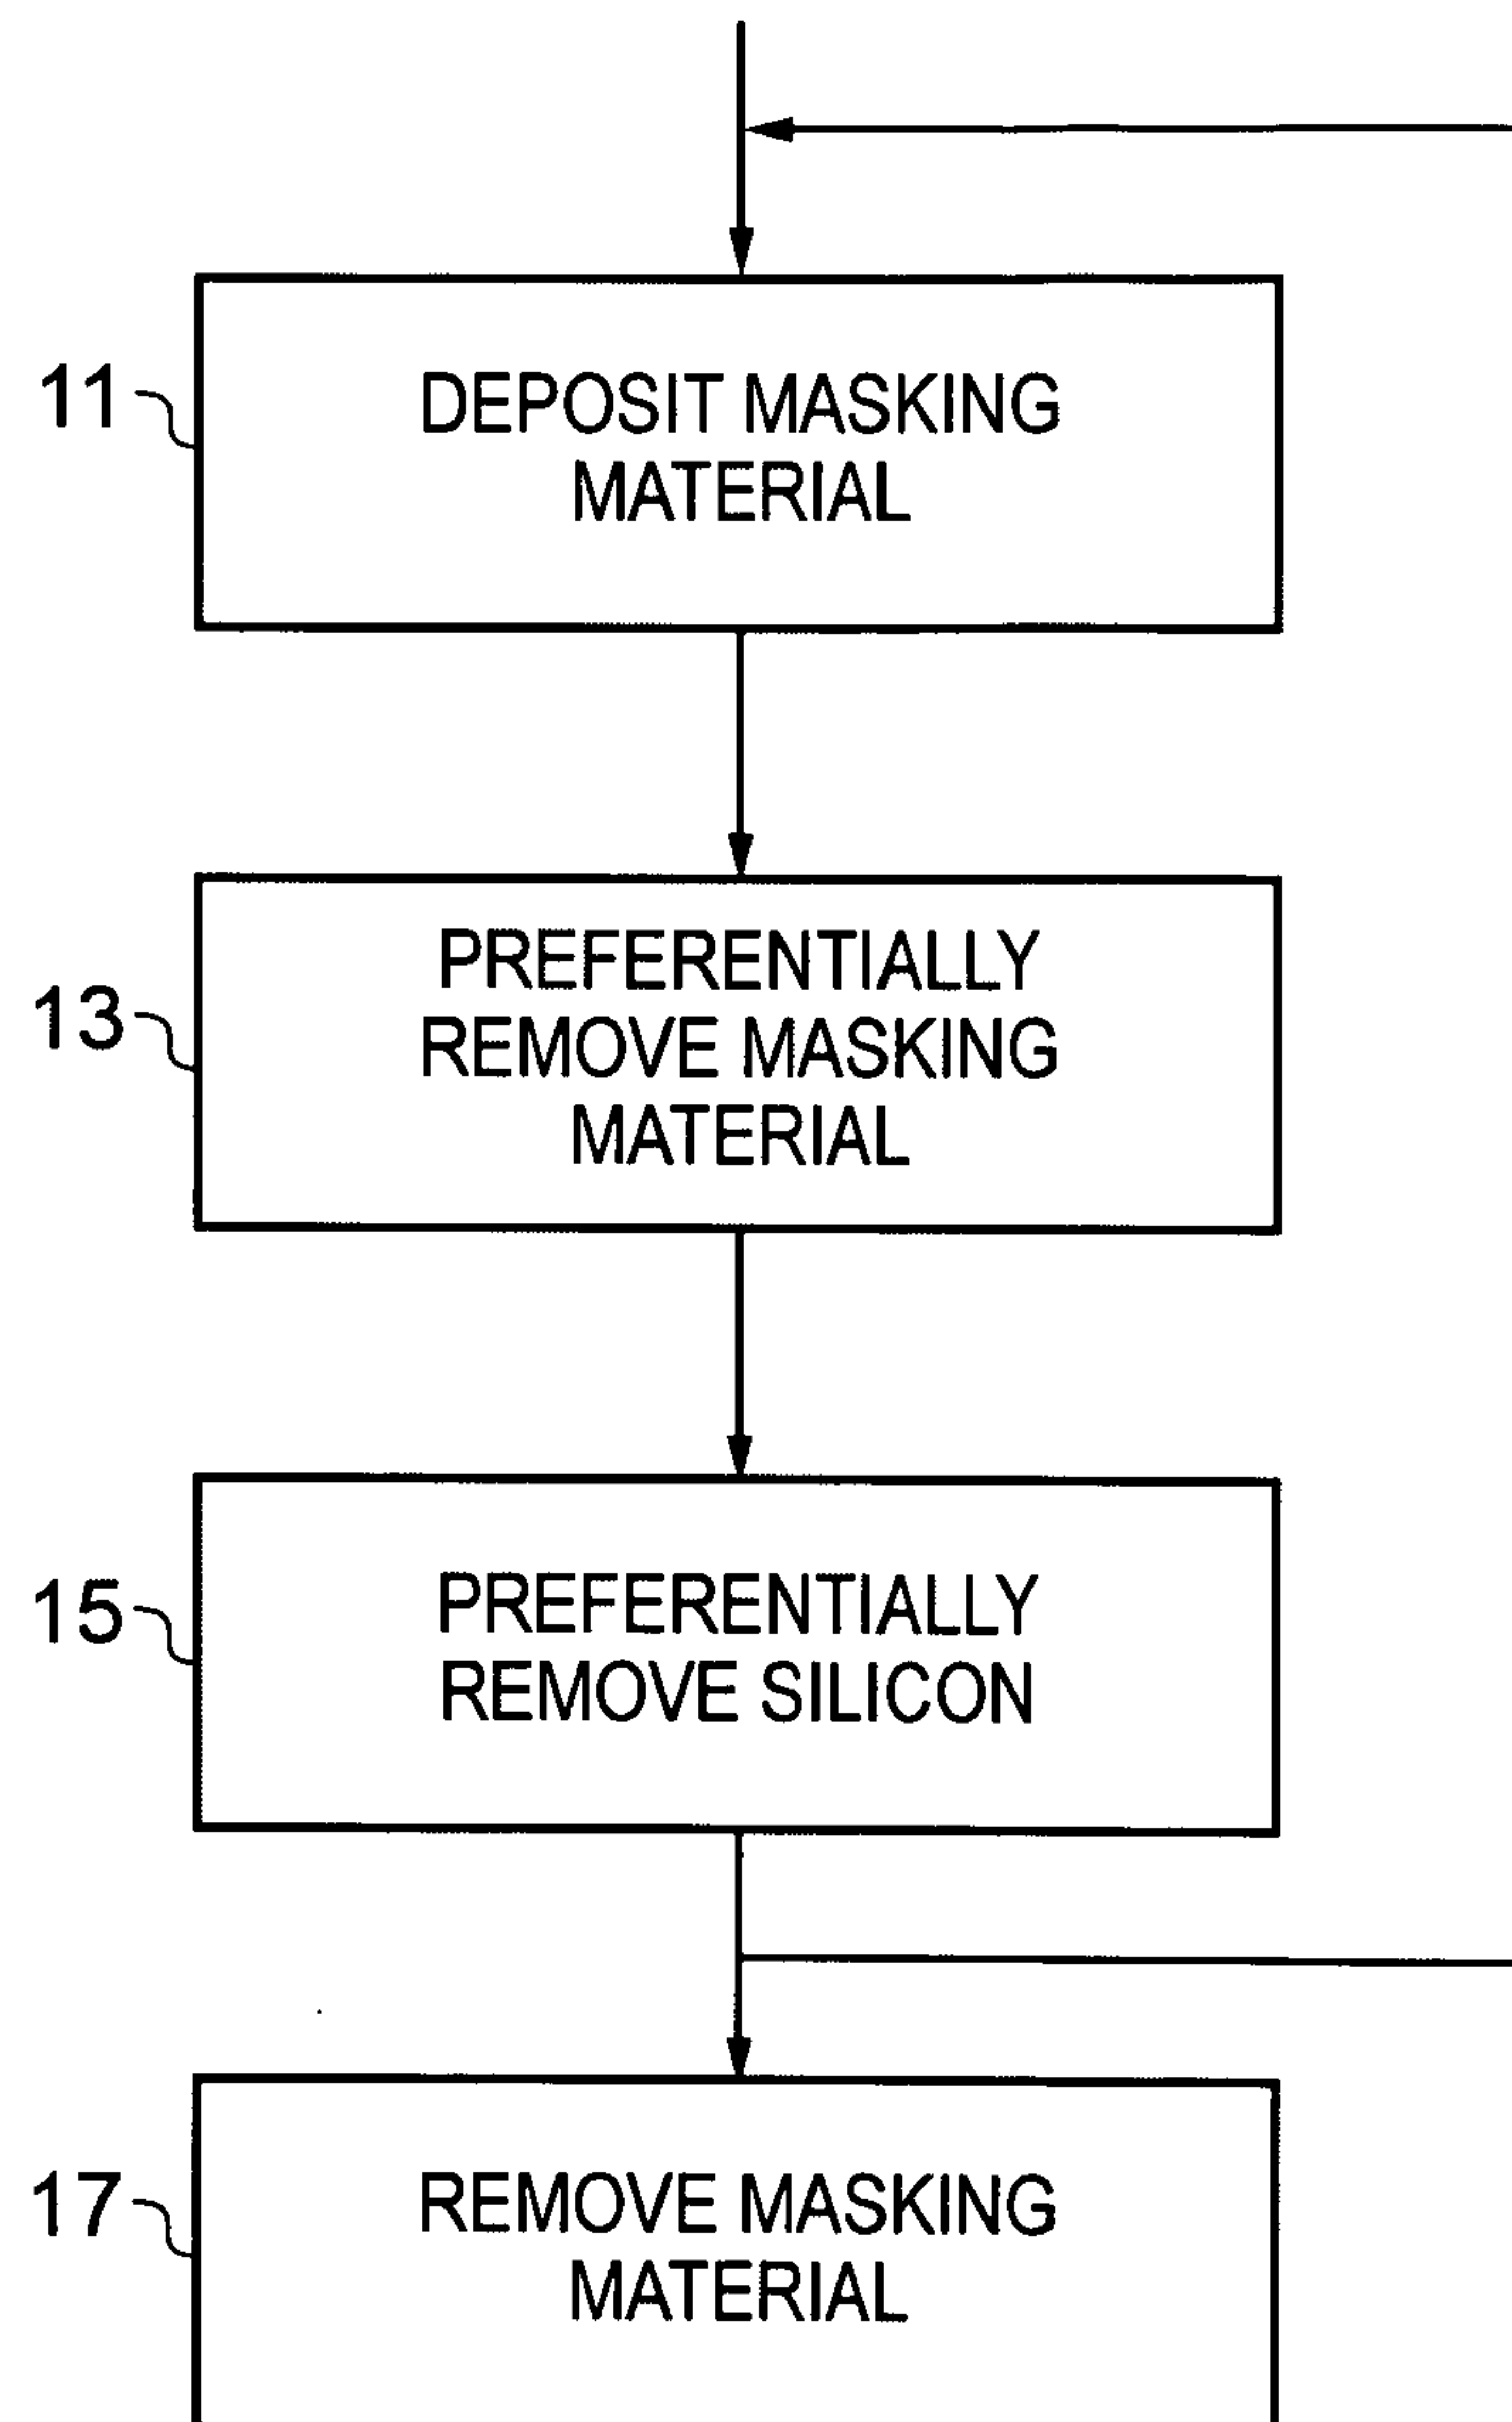 11
DEPOSIT MASKING
MATERIAL
13
PREFERENTIALLY
REMOVE MASKING
MATERIAL
15
PREFERENTIALLY
REMOVE SILICON
17
REMOVE MASKING
MATERIAL